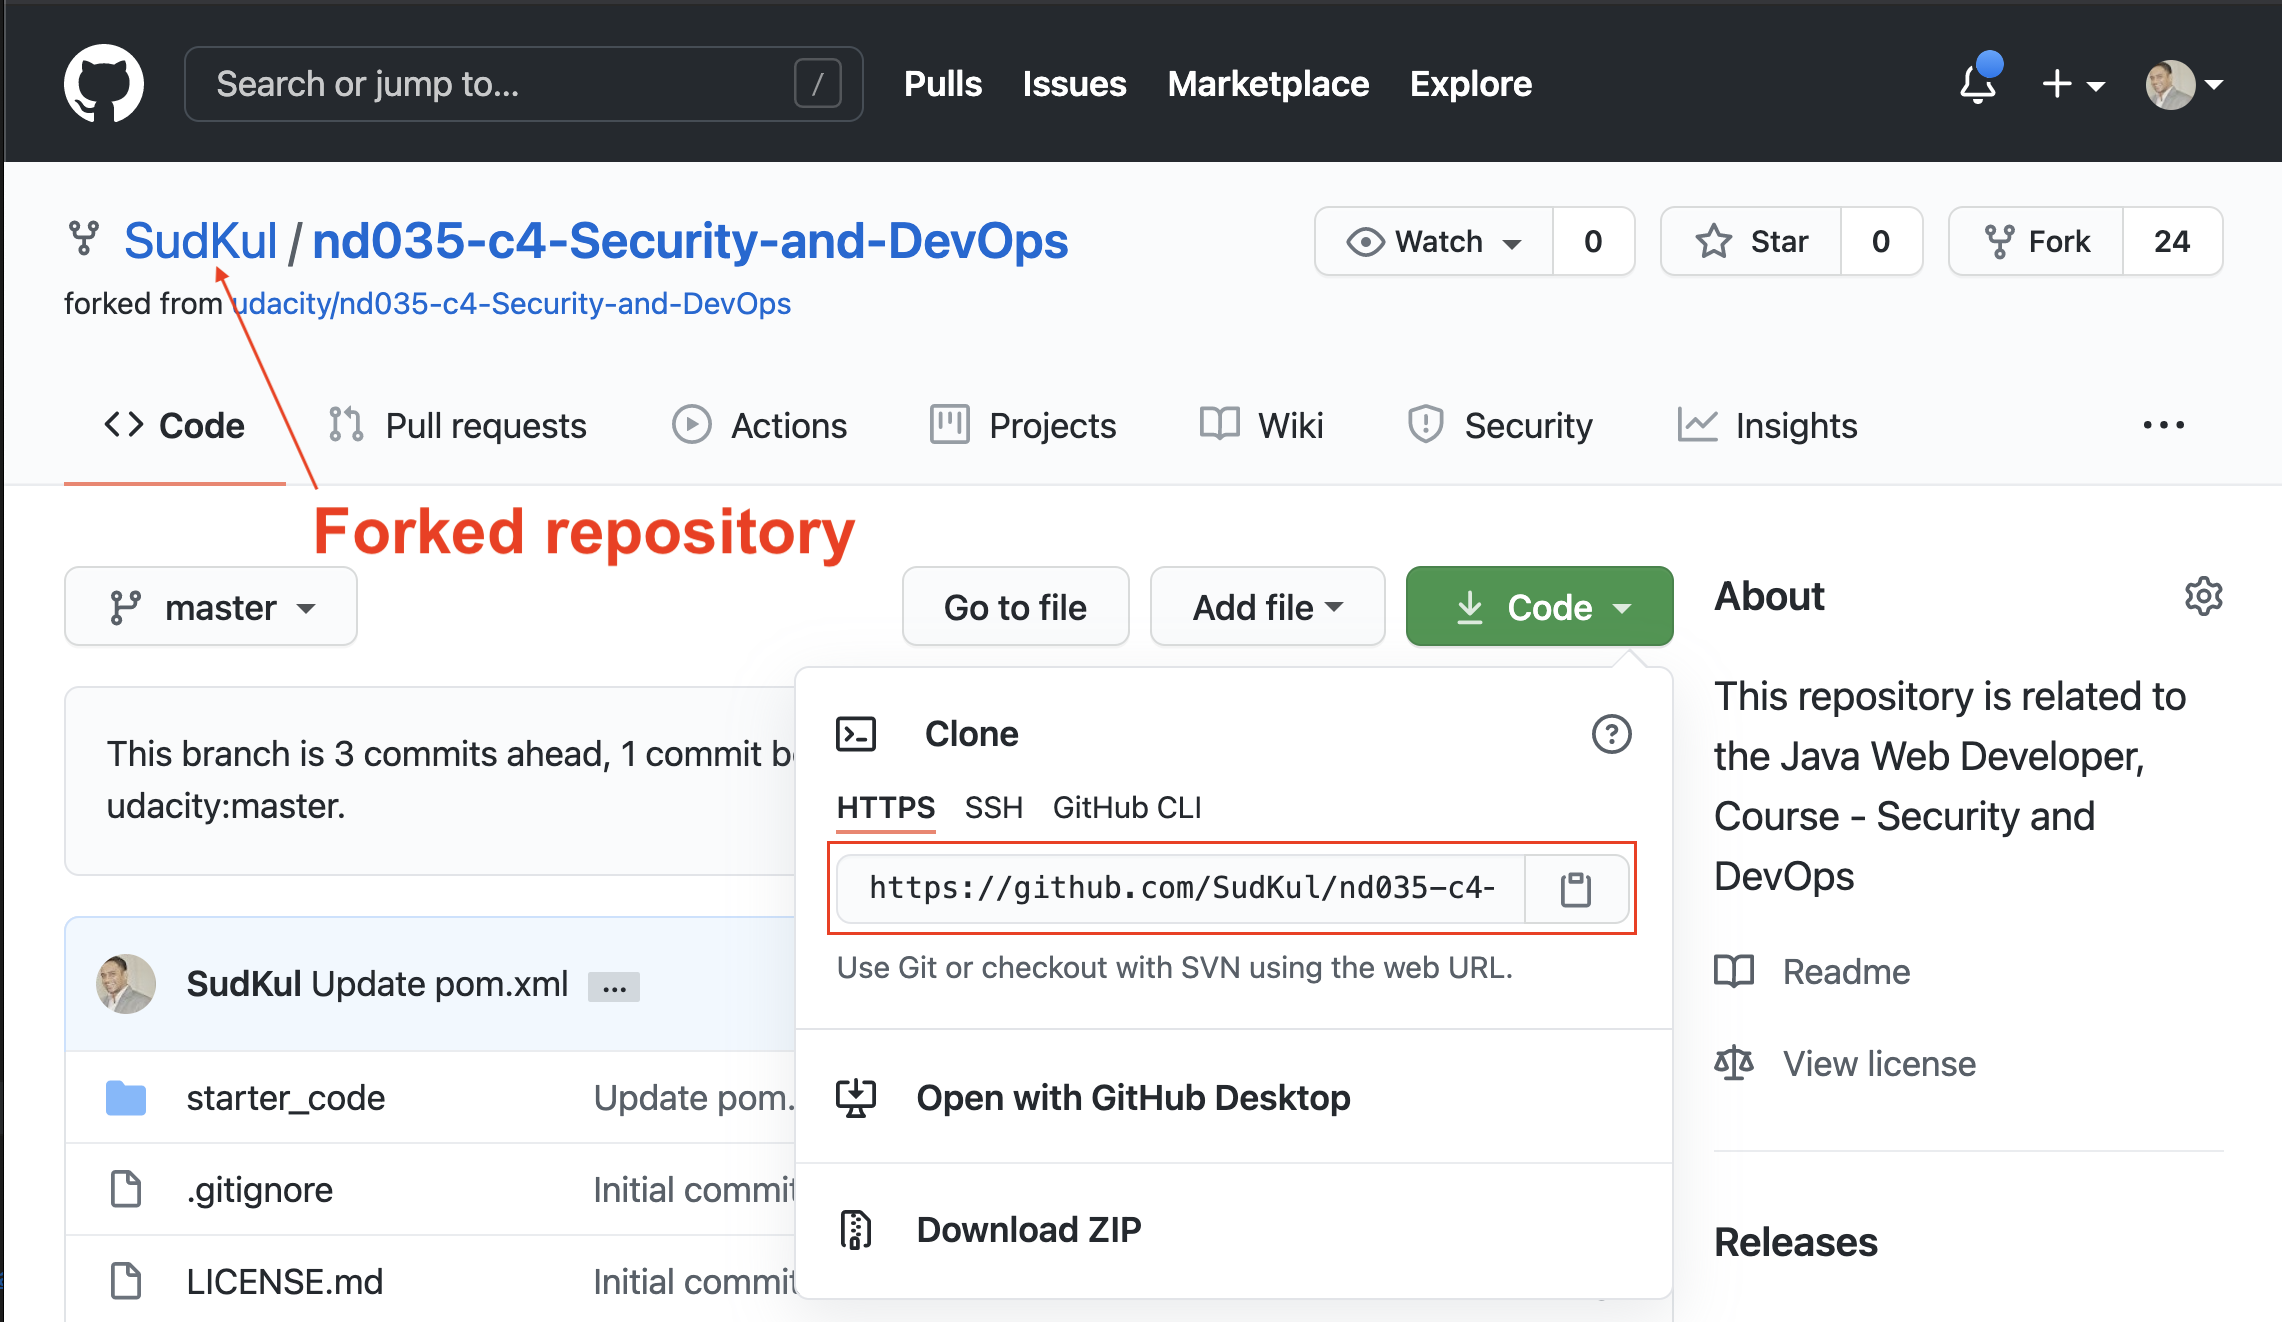 Search or jump to... / Pulls Issues Marketplace Explore
SudKul / nd035-c4-Security-and-DevOps Watch 0 Star 0 Fork 24
forked from udacity/nd035-c4-Security-and-DevOps
Code Pull requests Actions Projects Wiki Security Insights ...
Forked repository
master Go to file Add file Code About
This repository is related to
the Java Web Developer,
Course - Security and
DevOps
This branch is 3 commits ahead, 1 commit
udacity:master.
Clone
HTTPS SSH GitHub CLI
https://github.com/SudKul/nd035-c4-
Use Git or checkout with SVN using the web URL.
SudKul Update pom.xml ...
Readme
starter_code Update pom.
Open with GitHub Desktop
View license
.gitignore Initial commit
Download ZIP
Releases
LICENSE.md Initial commit